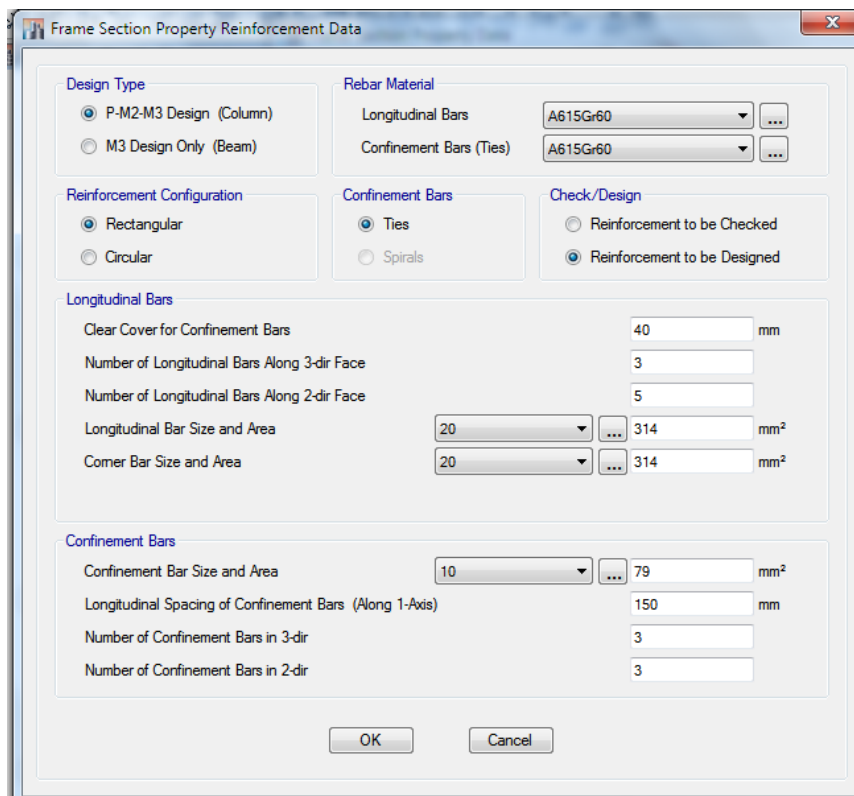 Frame Section Property Reinforcement Data
Design Type
P-M2-M3 Design (Column)
M3 Design Only (Beam)
Rebar Material
Longitudinal Bars A615Gr60 ...
Confinement Bars (Ties) A615Gr60 ...
Reinforcement Configuration
Rectangular
Circular
Confinement Bars
Ties
Spirals
Check/Design
Reinforcement to be Checked
Reinforcement to be Designed
Longitudinal Bars
Clear Cover for Confinement Bars 40 mm
Number of Longitudinal Bars Along 3-dir Face 3
Number of Longitudinal Bars Along 2-dir Face 5
Longitudinal Bar Size and Area 20 ... 314 mm²
Corner Bar Size and Area 20 ... 314 mm²
Confinement Bars
Confinement Bar Size and Area 10 ... 79 mm²
Longitudinal Spacing of Confinement Bars (Along 1-Axis) 150 mm
Number of Confinement Bars in 3-dir 3
Number of Confinement Bars in 2-dir 3
OK Cancel